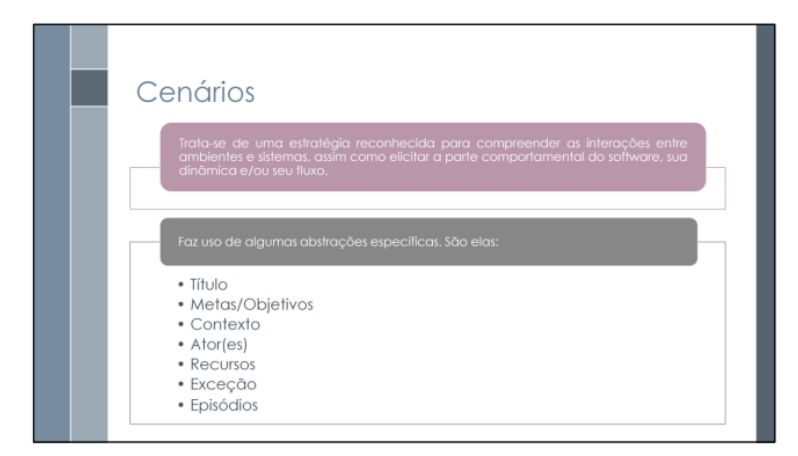 Cenários
Trata-se de uma estratégia reconhecida para compreender as interações entre
ambientes e sistemas, assim como elicitar a parte comportamental do software, sua
dinâmica e/ou seu fluxo.
Faz uso de algumas abstrações específicas. São elas:
• Título
• Metas/Objetivos
• Contexto
• Ator(es)
• Recursos
• Exceção
• Episódios